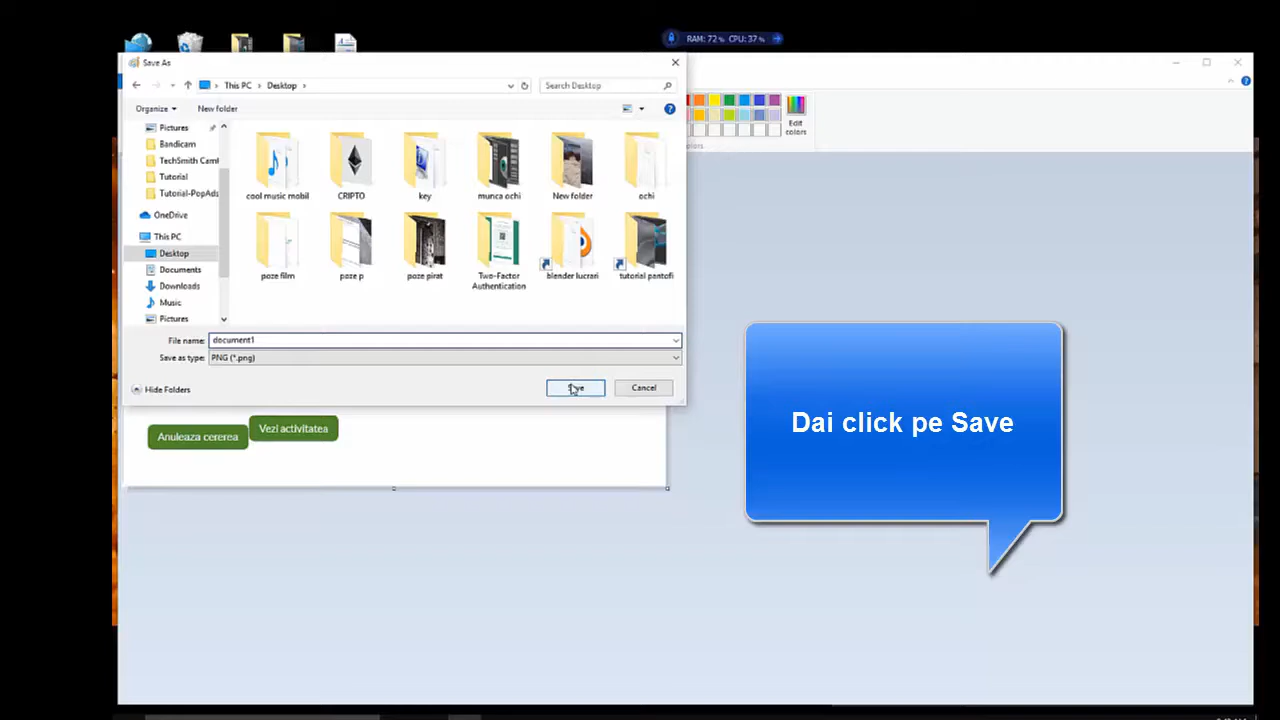 RAM: 72% CPU: 37%
Save As
This PC
Desktop
Search Desktop
Organize
New folder
Edit
colors
Pictures
Bandicam
TechSmith Camt
Tutorial
Tutorial-PopAds
OneDrive
This PC
Desktop
Documents
Downloads
Music
Pictures
cool music mobil
CRIPTO
key
munca ochi
New folder
ochi
poze film
poze p
poze pirat
Two-Factor
Authentication
blender lucrari
tutorial pantofi
File name: document1
Save as type: PNG (*.png)
Hide Folders
Save
Cancel
Anuleaza cererea
Vezi activitatea
Dai click pe Save